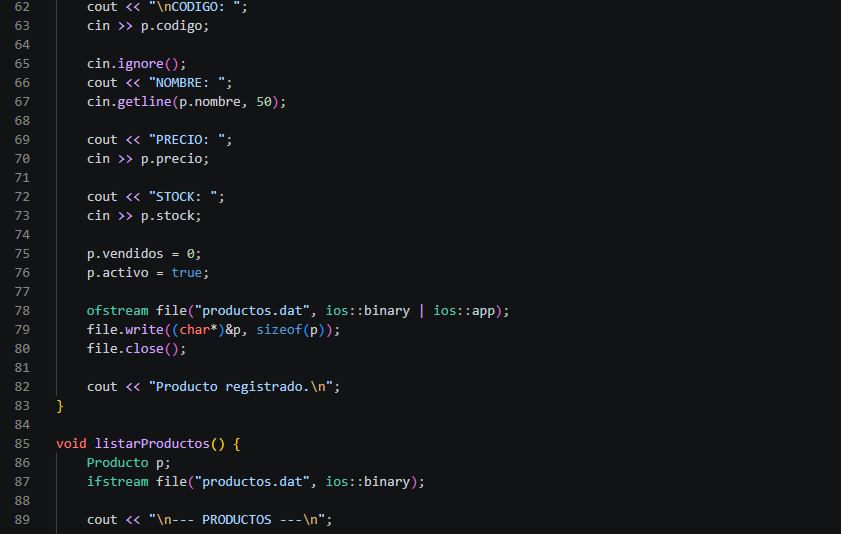 62 cout << "\nCODIGO: ";
63 cin >> p.codigo;
64
65 cin.ignore();
66 cout << "NOMBRE: ";
67 cin.getline(p.nombre, 50);
68
69 cout << "PRECIO: ";
70 cin >> p.precio;
71
72 cout << "STOCK: ";
73 cin >> p.stock;
74
75 p.vendidos = 0;
76 p.activo = true;
77
78 ofstream file("productos.dat", ios::binary | ios::app);
79 file.write((char*)&p, sizeof(p));
80 file.close();
81
82 cout << "Producto registrado.\n";
83 }
84
85 void listarProductos() {
86 Producto p;
87 ifstream file("productos.dat", ios::binary);
88
89 cout << "\n--- PRODUCTOS ---\n";